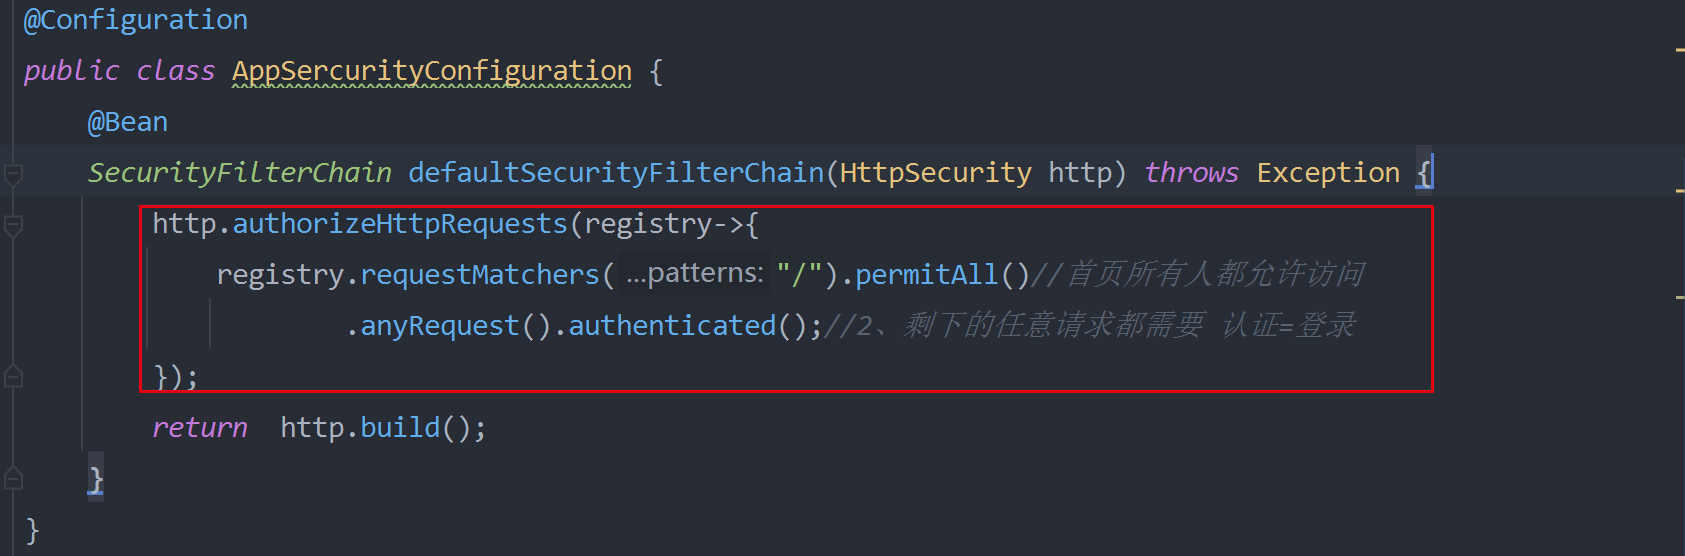 @Configuration
public class AppSercurityConfiguration {
@Bean
SecurityFilterChain defaultSecurityFilterChain(HttpSecurity http) throws Exception {
http.authorizeHttpRequests(registry->{
registry.requestMatchers( ...patterns: "/").permitAll()//首页所有人都允许访问
.anyRequest().authenticated();//2、剩下的任意请求都需要 认证=登录
});
return  http.build();
}
}